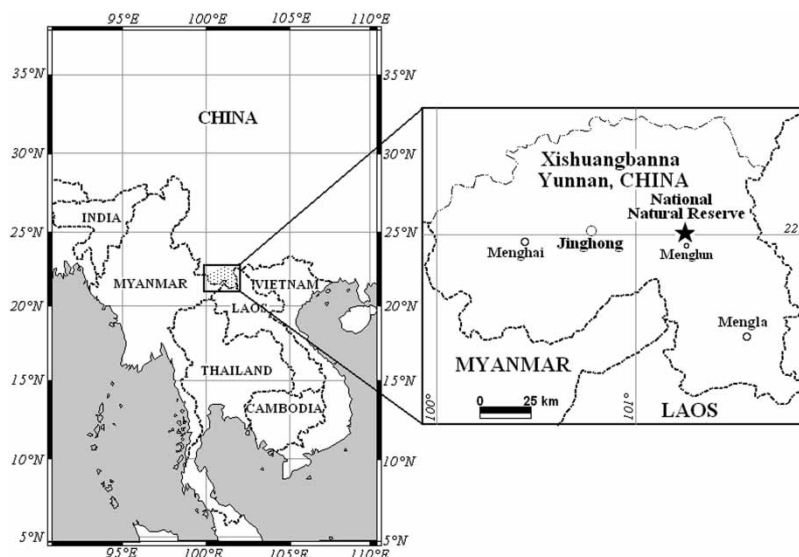 95°E 100°E 105°E 110°E
35°N 35°N
CHINA
30°N 30°N
INDIA
25°N 25°N
MYANMAR VIETNAM
LAOS
20°N 20°N
THAILAND
15°N 15°N
CAMBODIA
10°N 10°N
5°N 5°N
95°E 100°E 105°E 110°E
Xishuangbanna
Yunnan, CHINA
National
Natural Reserve
22
Menghai
Jinghong
Menglun
Mengla
MYANMAR
0 25 km
LAOS
100°
101°